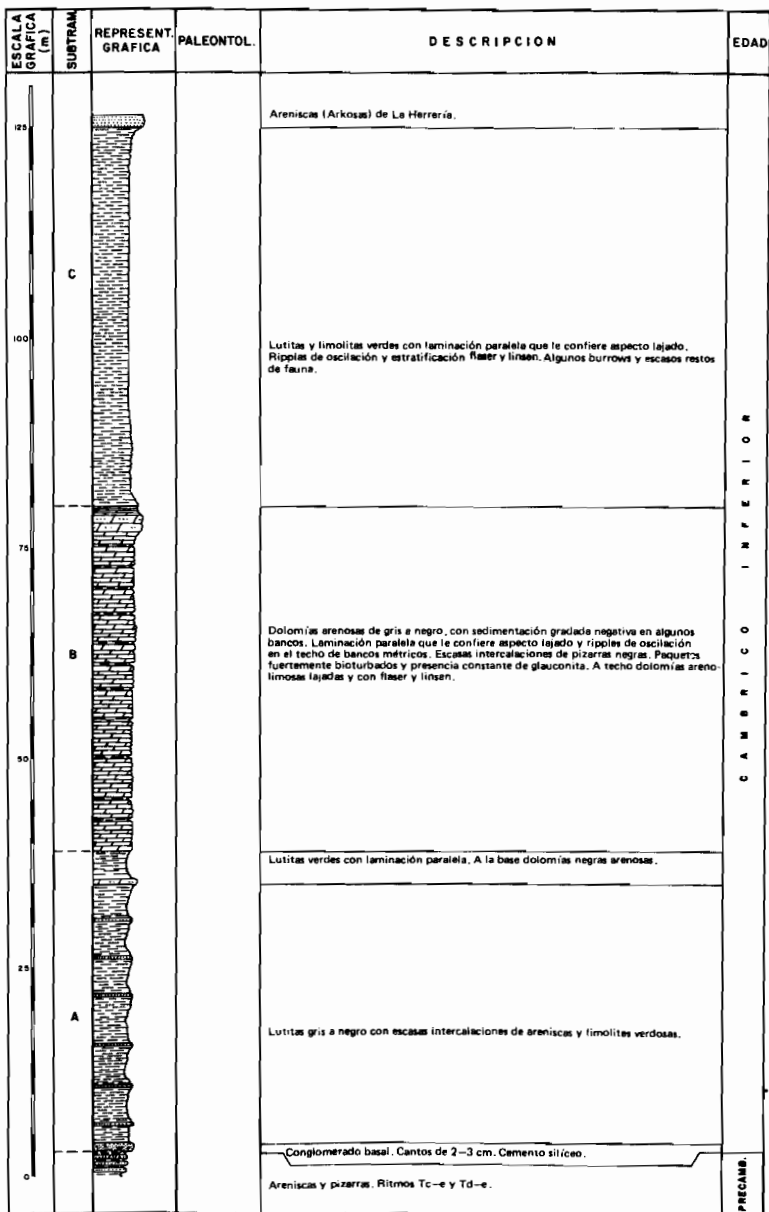 ESCALA GRAFICA (m)
SUBTRAM.
REPRESENT. GRAFICA
PALEONTOL.
DESCRIPCION
EDAD
Areniscas (Arkosas) de La Herrería.
125
C
100
Lutitas y limolitas verdes con laminación paralela que le confiere aspecto lajado.
Ripples de oscilación y estratificación flaser y linsen. Algunos burrows y escasos restos
de fauna.
CAMBRICO INFERIOR
75
B
Dolomías arenosas de gris a negro, con sedimentación gradada negativa en algunos
bancos. Laminación paralela que le confiere aspecto lajado y ripples de oscilación
en el techo de bancos métricos. Escasas intercalaciones de pizarras negras. Paquetes
fuertemente bioturbados y presencia constante de glauconita. A techo dolomías areno-
limosas lajadas y con flaser y linsen.
50
Lutitas verdes con laminación paralela. A la base dolomías negras arenosas.
25
A
Lutitas gris a negro con escasas intercalaciones de areniscas y limolites verdosas.
Conglomerado basal. Cantos de 2–3 cm. Cemento silíceo.
0
Areniscas y pizarras. Ritmos Tc–e y Td–e.
PRECAMB.